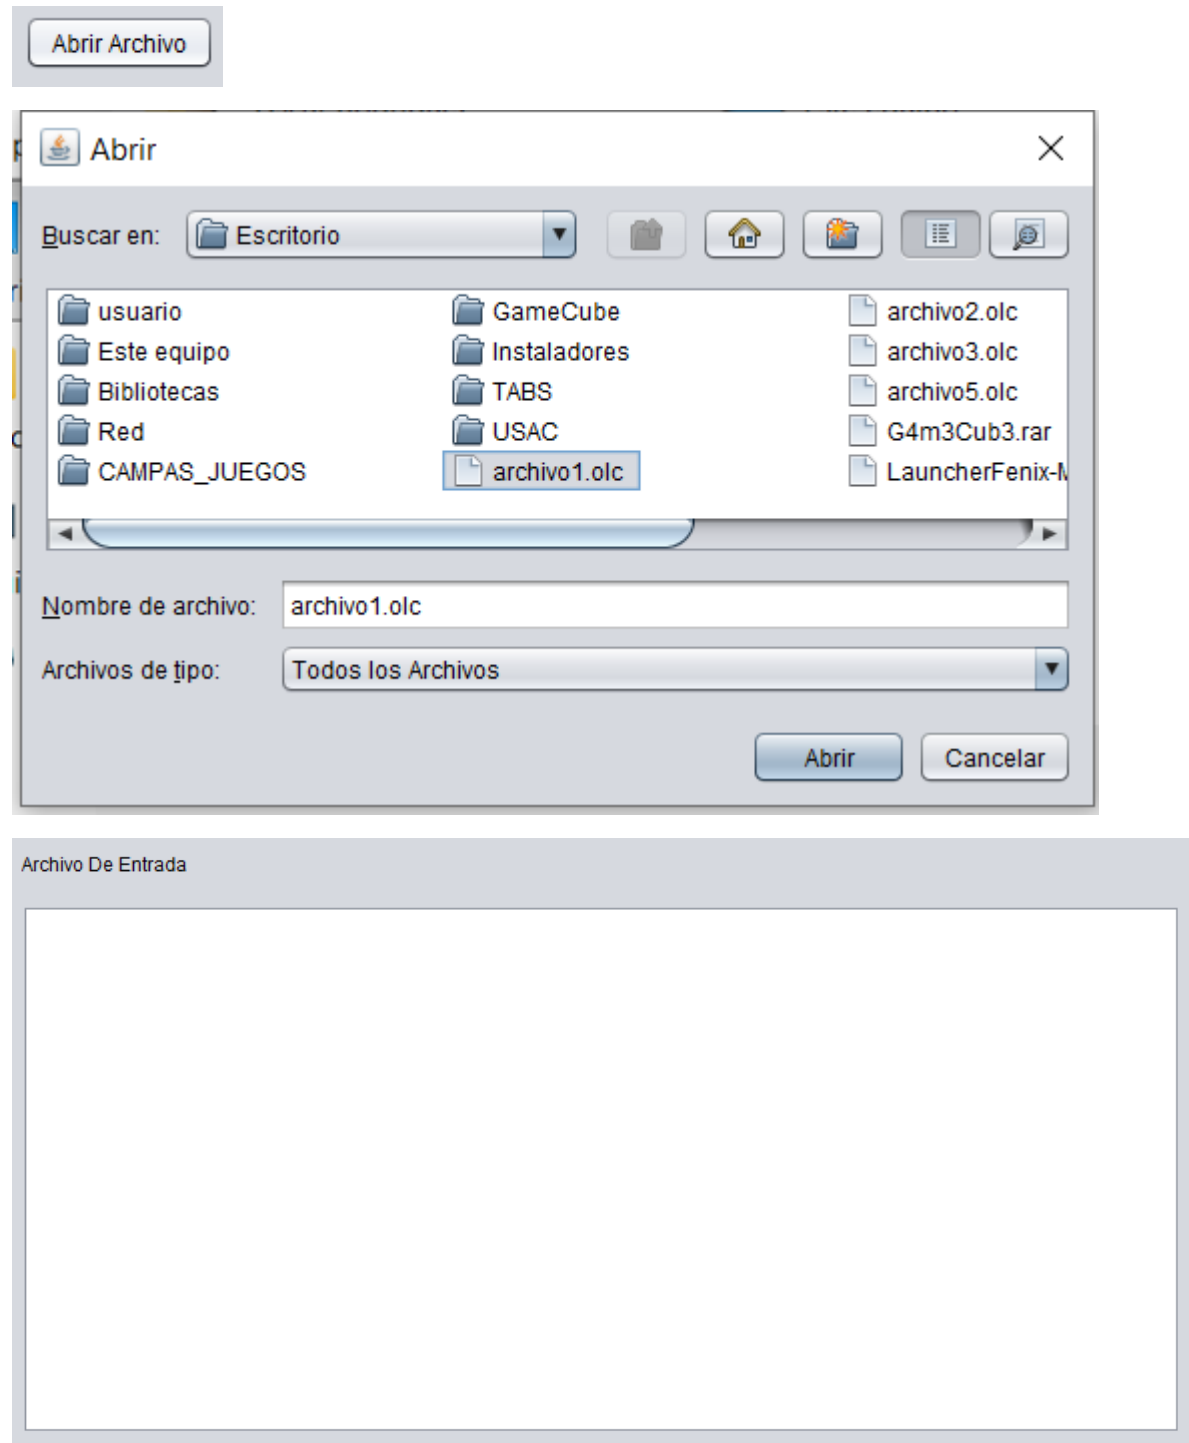 Abrir Archivo
Abrir
Buscar en: Escritorio
usuario GameCube archivo2.olc
Este equipo Instaladores archivo3.olc
Bibliotecas TABS archivo5.olc
Red USAC G4m3Cub3.rar
CAMPAS_JUEGOS archivo1.olc LauncherFenix-
Nombre de archivo: archivo1.olc
Archivos de tipo: Todos los Archivos
Abrir Cancelar
Archivo De Entrada